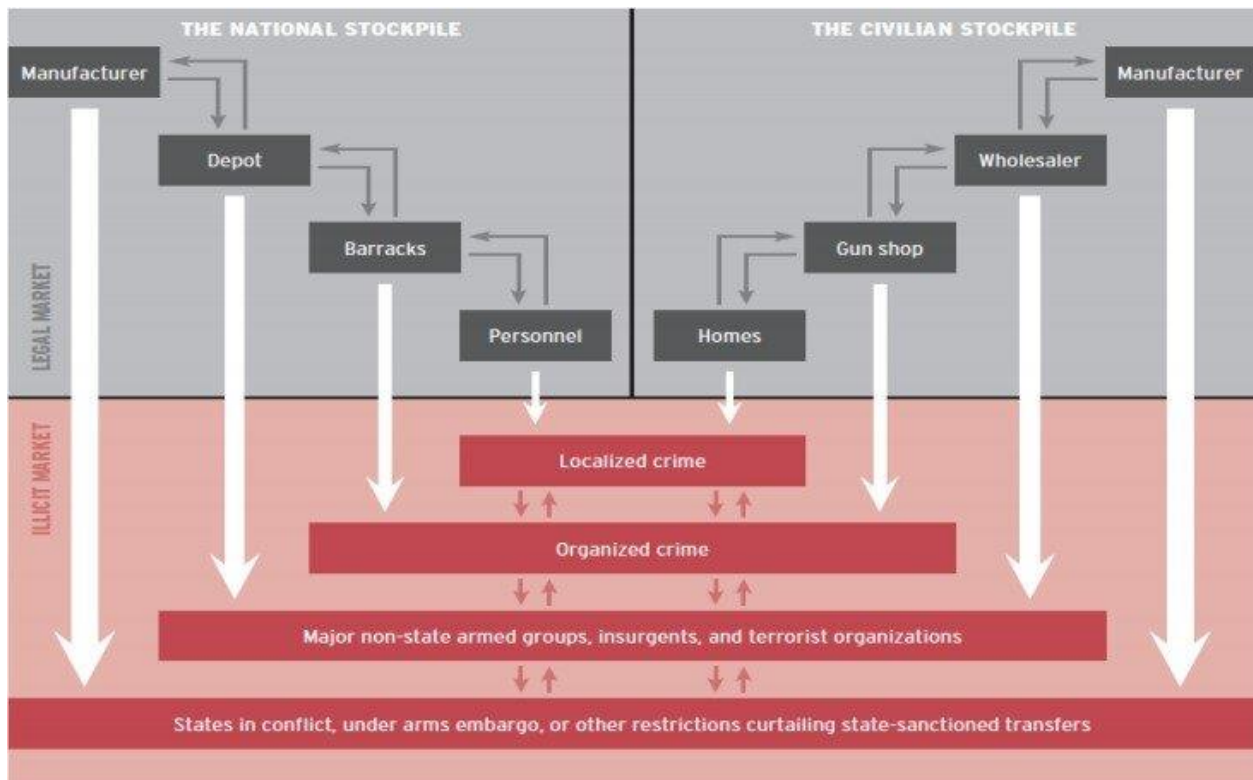 THE NATIONAL STOCKPILE
THE CIVILIAN STOCKPILE
Manufacturer
Manufacturer
Depot
Wholesaler
Barracks
Gun shop
Personnel
Homes
LEGAL MARKET
ILLICIT MARKET
Localized crime
Organized crime
Major non-state armed groups, insurgents, and terrorist organizations
States in conflict, under arms embargo, or other restrictions curtailing state-sanctioned transfers